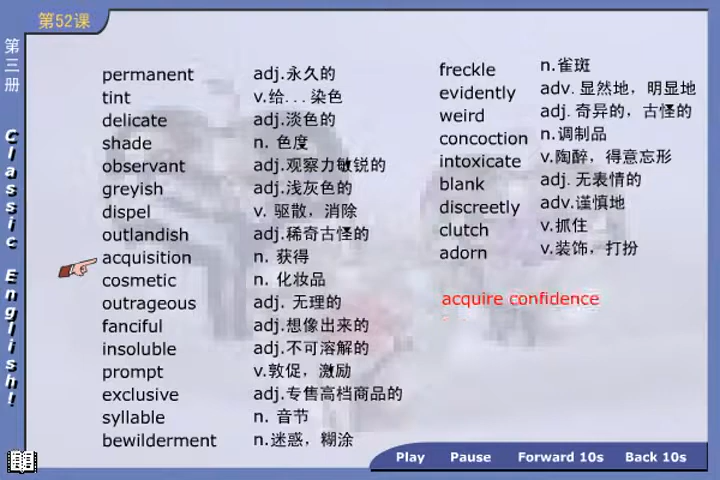 第52课
第三册
Classic English!
permanent adj.永久的
tint v.给...染色
delicate adj.淡色的
shade n. 色度
observant adj.观察力敏锐的
greyish adj.浅灰色的
dispel v. 驱散，消除
outlandish adj.稀奇古怪的
acquisition n. 获得
cosmetic n. 化妆品
outrageous adj. 无理的
fanciful adj.想像出来的
insoluble adj.不可溶解的
prompt v.敦促，激励
exclusive adj.专售高档商品的
syllable n. 音节
bewilderment n.迷惑，糊涂
freckle n.雀斑
evidently adv. 显然地，明显地
weird adj. 奇异的，古怪的
concoction n.调制品
intoxicate v.陶醉，得意忘形
blank adj. 无表情的
discreetly adv.谨慎地
clutch v.抓住
adorn v.装饰，打扮
acquire confidence
Play Pause Forward 10s Back 10s